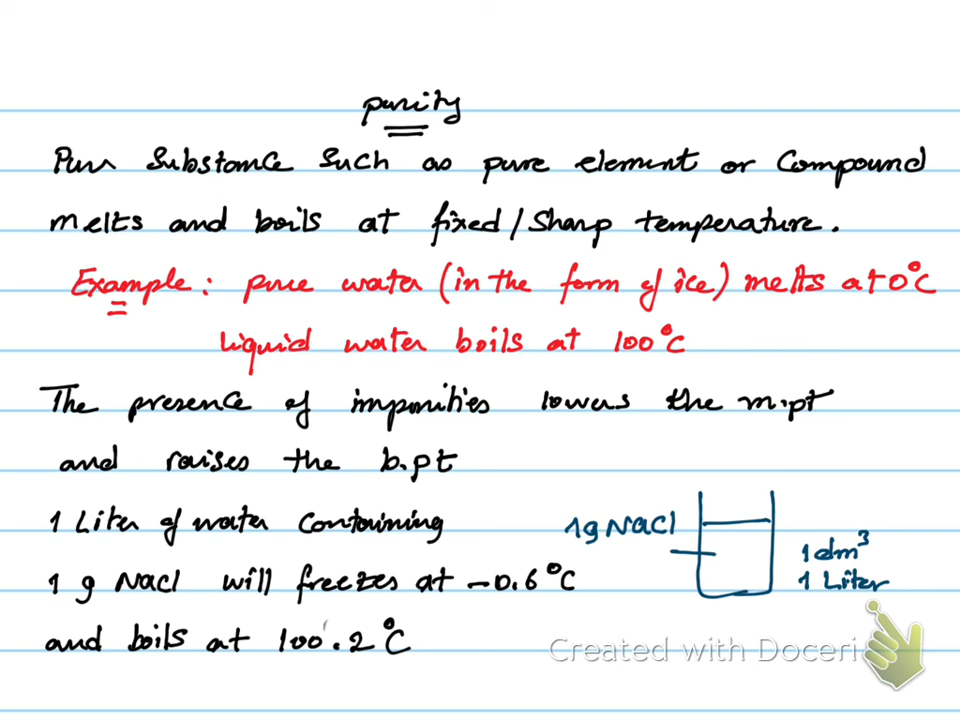 purity
Pure Substance Such as pure element or Compound
melts and boils at fixed/Sharp temperature.
Example: pure water (in the form of ice) melts at 0°C
liquid water boils at 100°C
The presence of impurities lowers the m.pt
and raises the b.pt
1 Liter of water Containing
1g NaCl
1 dm³
1 g NaCl will freezes at -0.6°C
1 Liter
and boils at 100.2°C
Created with Doceri